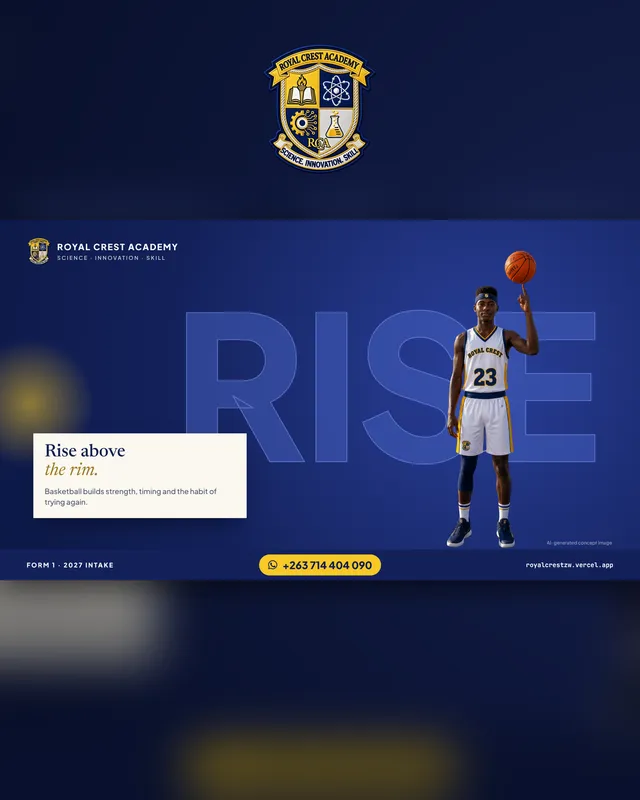 ROYAL CREST ACADEMY
RCA
SCIENCE. INNOVATION. SKILL
ROYAL CREST ACADEMY
SCIENCE · INNOVATION · SKILL
RISE
ROYAL CREST
23
Rise above
the rim.
Basketball builds strength, timing and the habit of
trying again.
AI-generated concept image
FORM 1 · 2027 INTAKE
+263 714 404 090
royalcrestzw.vercel.app